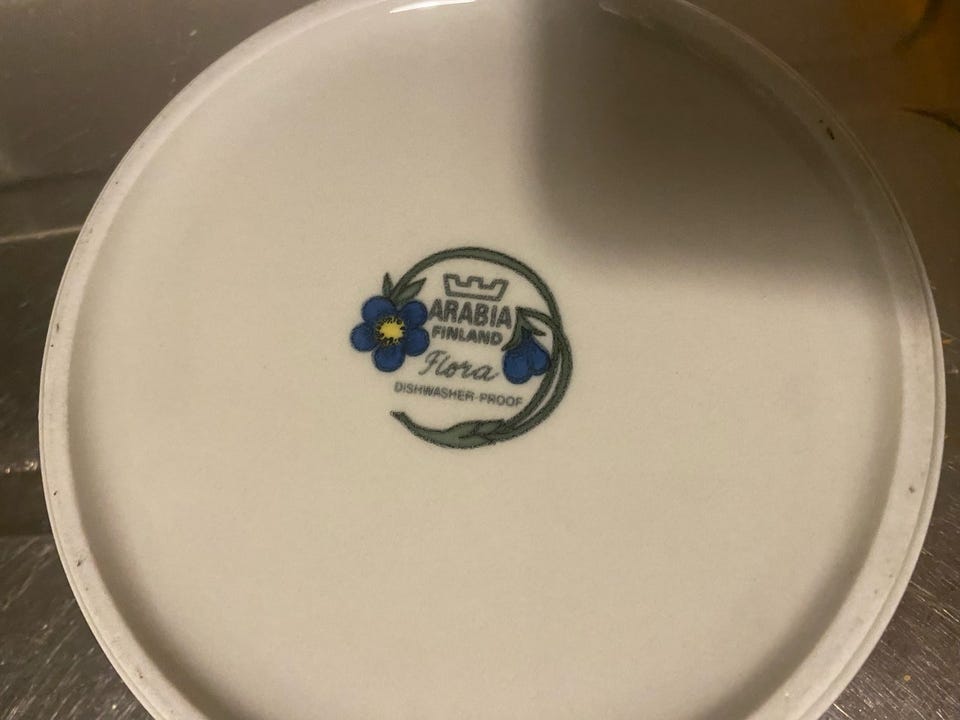 ARABIA
FINLAND
Flora
DISHWASHER-PROOF